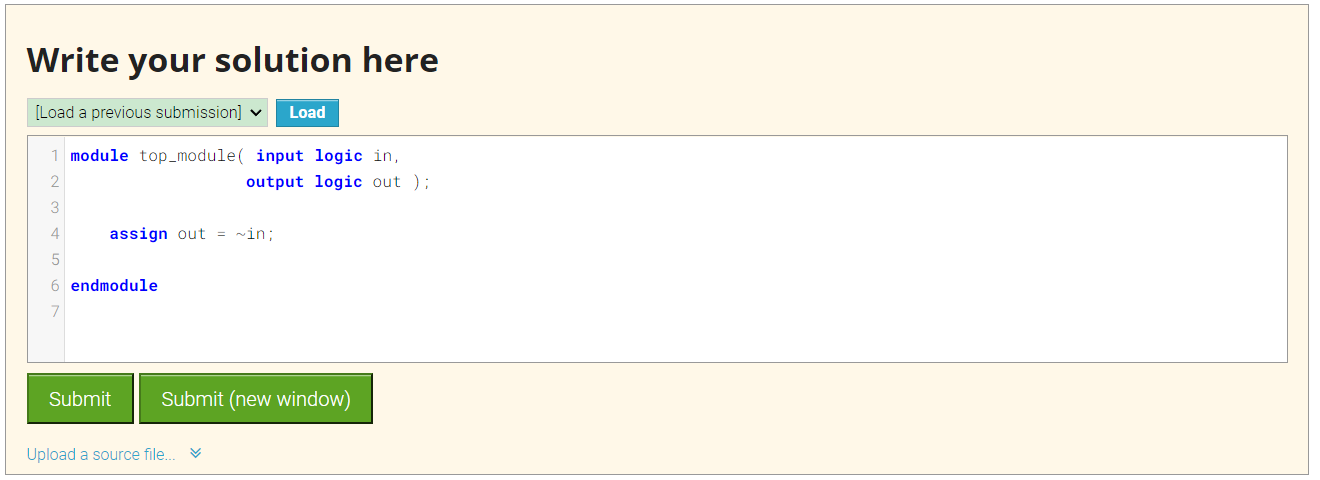 Write your solution here
[Load a previous submission] Load
1 module top_module( input logic in,
2 output logic out );
3
4 assign out = ~in;
5
6 endmodule
7
Submit Submit (new window)
Upload a source file...